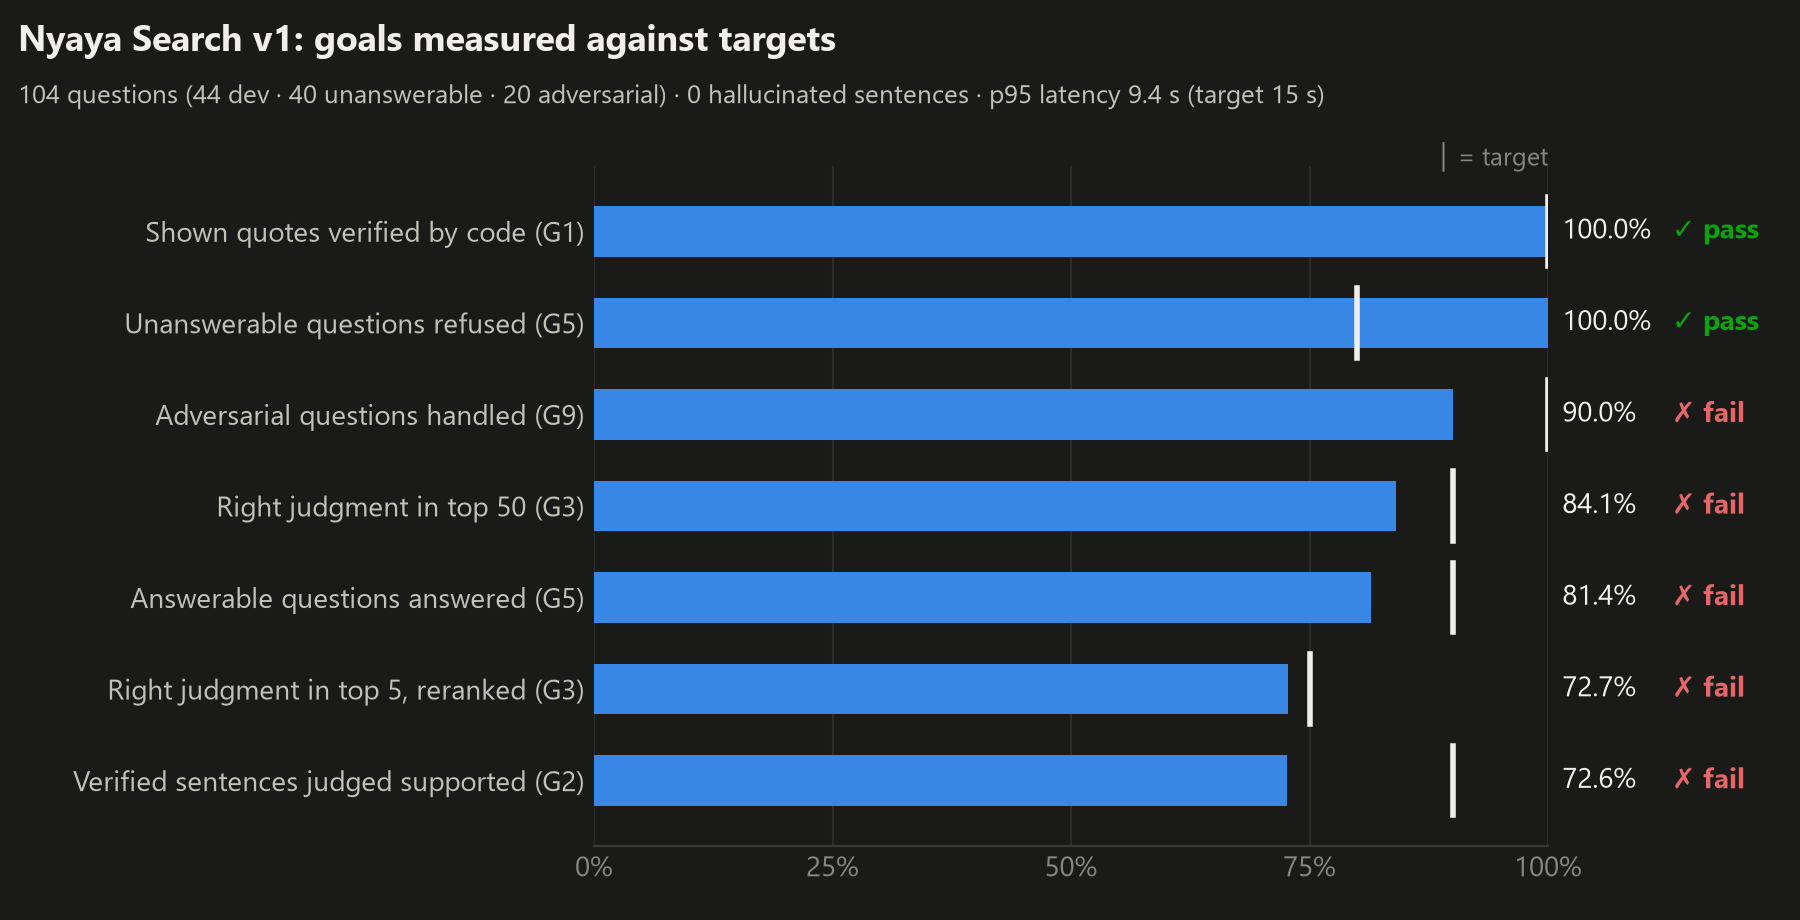 Nyaya Search v1: goals measured against targets
104 questions (44 dev · 40 unanswerable · 20 adversarial) · 0 hallucinated sentences · p95 latency 9.4 s (target 15 s)
| = target
Shown quotes verified by code (G1) 100.0% ✓ pass
Unanswerable questions refused (G5) 100.0% ✓ pass
Adversarial questions handled (G9) 90.0% ✗ fail
Right judgment in top 50 (G3) 84.1% ✗ fail
Answerable questions answered (G5) 81.4% ✗ fail
Right judgment in top 5, reranked (G3) 72.7% ✗ fail
Verified sentences judged supported (G2) 72.6% ✗ fail
0% 25% 50% 75% 100%